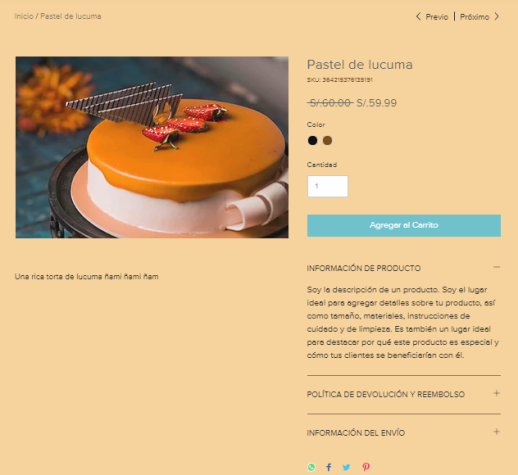 Inicio / Pastel de lucuma
Previo | Próximo
Pastel de lucuma
SKU: 364215376135191
S/.60.00 S/.59.99
Color
Cantidad
1
Agregar al Carrito
Una rica torta de lucuma ñami ñami ñam
INFORMACIÓN DE PRODUCTO
Soy la descripción de un producto. Soy el lugar
ideal para agregar detalles sobre tu producto, así
como tamaño, materiales, instrucciones de
cuidado y de limpieza. Es también un lugar ideal
para destacar por qué este producto es especial y
cómo tus clientes se beneficiarían con él.
POLÍTICA DE DEVOLUCIÓN Y REEMBOLSO
INFORMACIÓN DEL ENVÍO